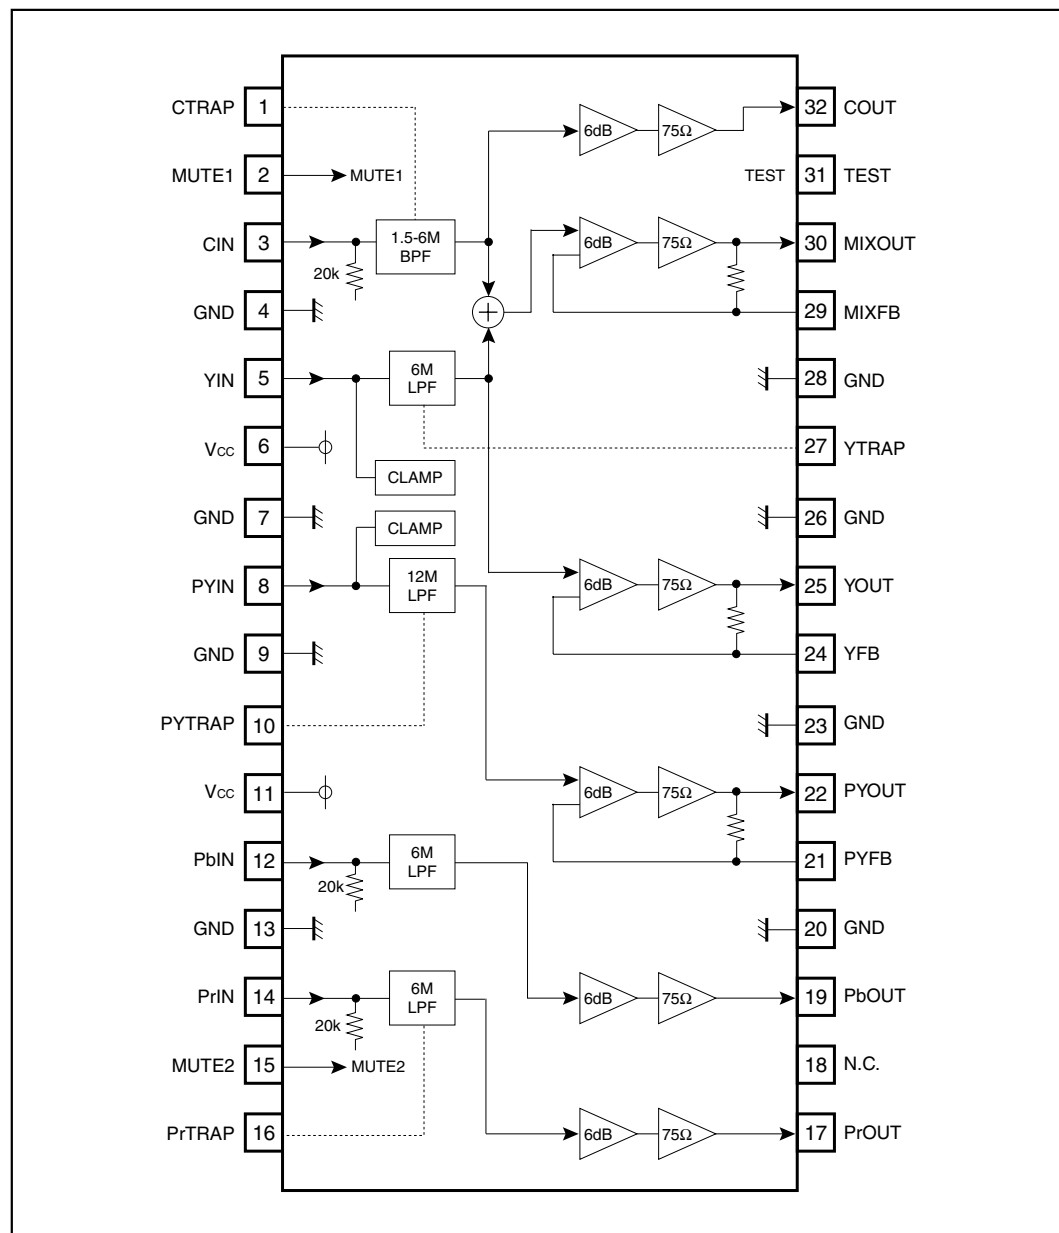 CTRAP 1 6dB 75Ω 32 COUT
MUTE1 2 MUTE1 TEST 31 TEST
CIN 3 1.5-6M 6dB 75Ω 30 MIXOUT
BPF
20k
GND 4 + 29 MIXFB
YIN 5 6M 28 GND
LPF
VCC 6 27 YTRAP
CLAMP
GND 7 26 GND
CLAMP
PYIN 8 12M 6dB 75Ω 25 YOUT
LPF
GND 9 24 YFB
PYTRAP 10 23 GND
VCC 11 6dB 75Ω 22 PYOUT
PbIN 12 6M 21 PYFB
LPF
20k
GND 13 20 GND
PrIN 14 6M 6dB 75Ω 19 PbOUT
LPF
20k
MUTE2 15 MUTE2 18 N.C.
PrTRAP 16 6dB 75Ω 17 PrOUT